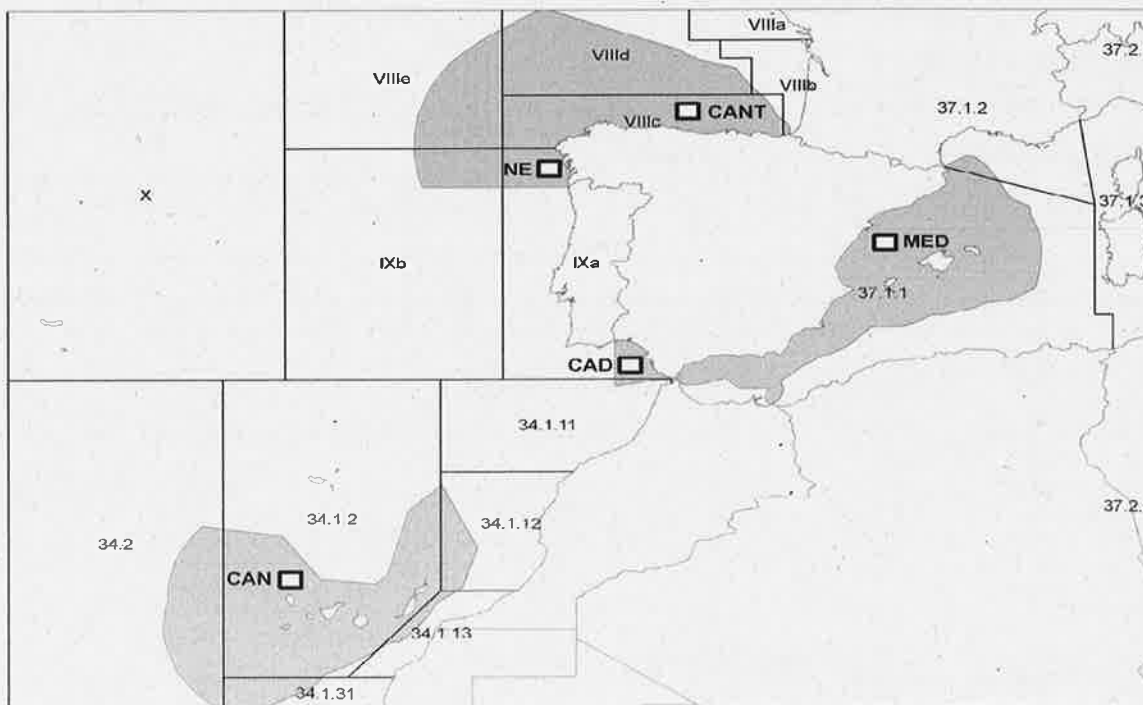 VIIIa
37.2.
VIIIe
VIIId
VIIIb
37.1.2
VIIIc
CANT
NE
X
37.1.3
MED
IXb
IXa
37.1.1
CAD
34.1.11
34.2
34.1.2
34.1.12
37.2.
CAN
34.1.13
34.1.31